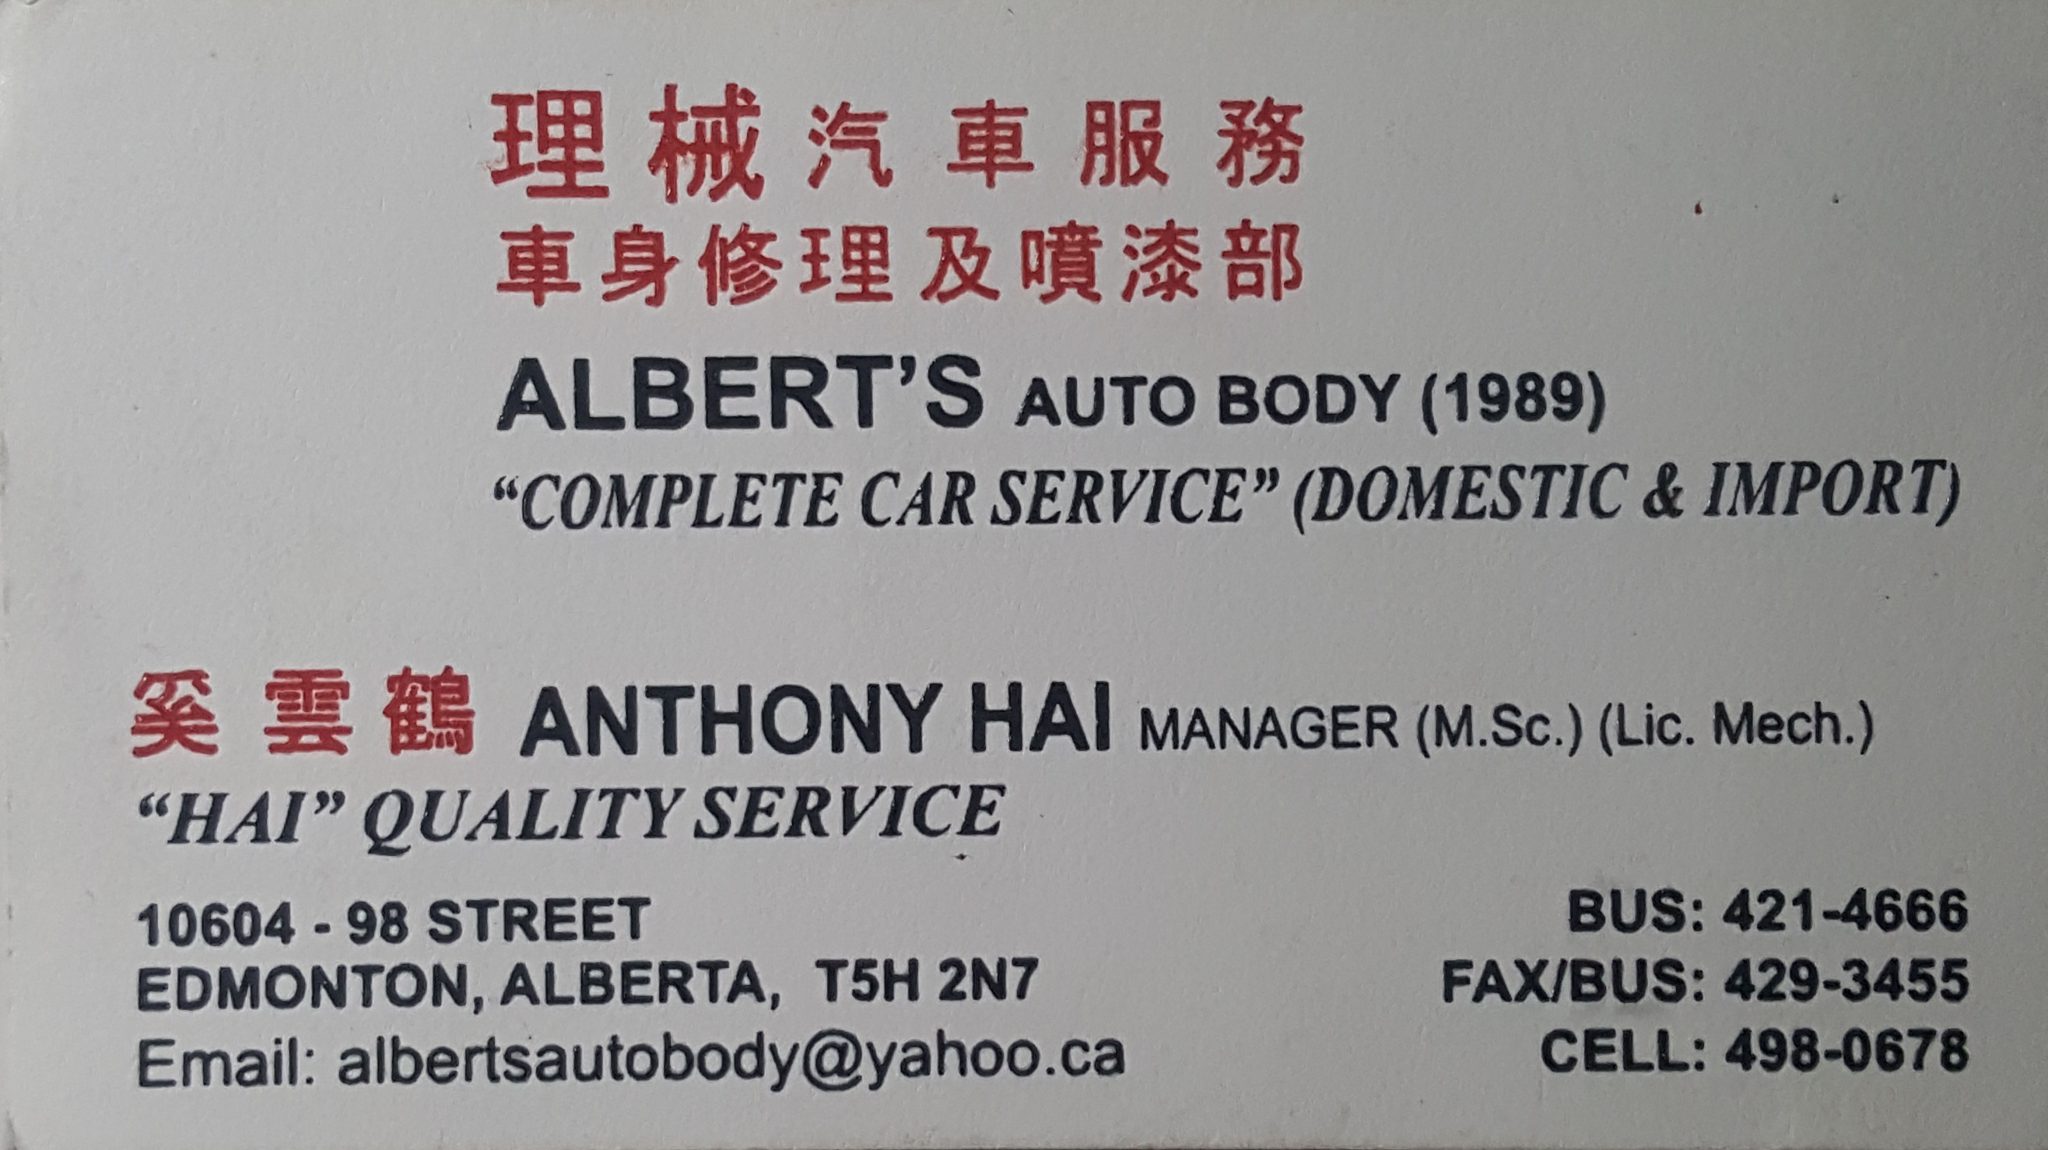 理械汽車服務
車身修理及噴漆部
ALBERT’S AUTO BODY (1989)
“COMPLETE CAR SERVICE” (DOMESTIC & IMPORT)
奚雲鶴 ANTHONY HAI MANAGER (M.Sc.) (Lic. Mech.)
“HAI” QUALITY SERVICE
10604 - 98 STREET
EDMONTON, ALBERTA, T5H 2N7
Email: albertsautobody@yahoo.ca
BUS: 421-4666
FAX/BUS: 429-3455
CELL: 498-0678